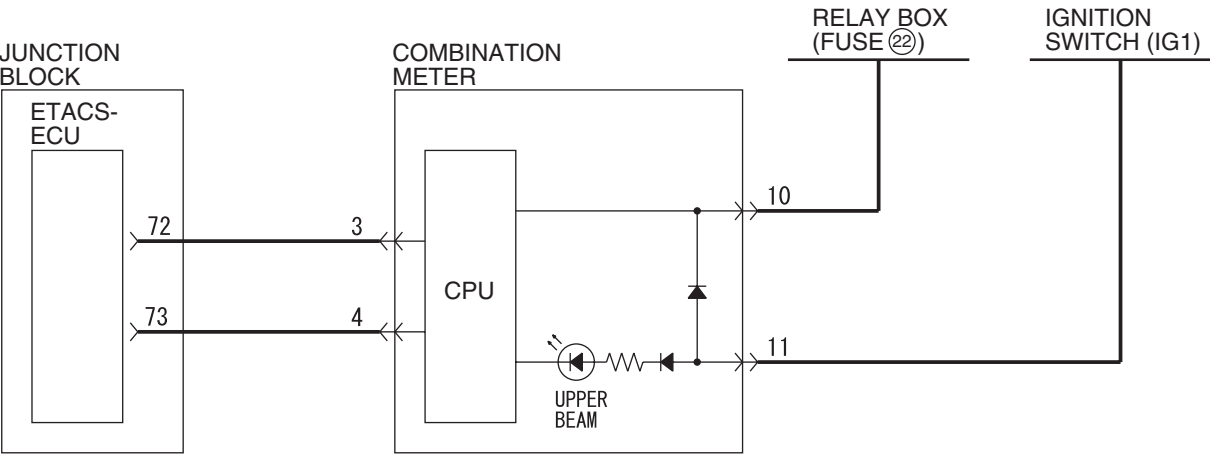 JUNCTION
BLOCK
ETACS-
ECU
COMBINATION
METER
RELAY BOX
(FUSE 22)
IGNITION
SWITCH (IG1)
72
3
10
CPU
73
4
11
UPPER
BEAM